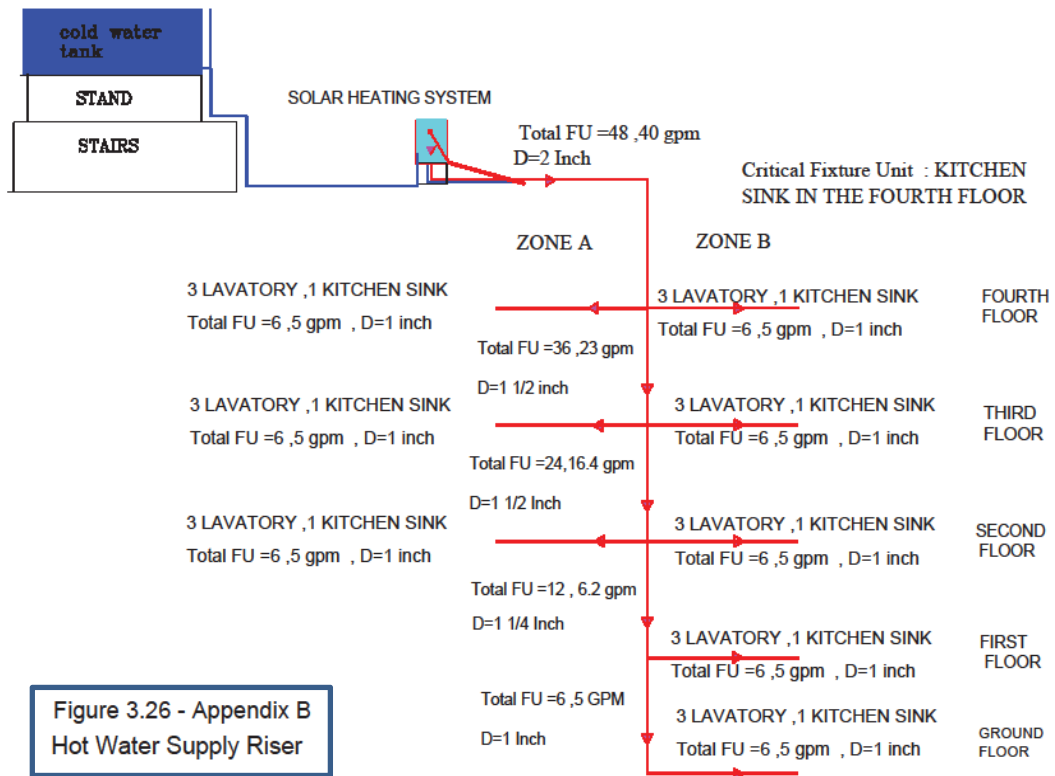 cold water
tank
STAND
STAIRS
SOLAR HEATING SYSTEM
Total FU =48 ,40 gpm
D=2 Inch
Critical Fixture Unit : KITCHEN
SINK IN THE FOURTH FLOOR
ZONE A
ZONE B
3 LAVATORY ,1 KITCHEN SINK
Total FU =6 ,5 gpm , D=1 inch
3 LAVATORY ,1 KITCHEN SINK
Total FU =6 ,5 gpm , D=1 inch
FOURTH
FLOOR
Total FU =36 ,23 gpm
D=1 1/2 inch
3 LAVATORY ,1 KITCHEN SINK
Total FU =6 ,5 gpm , D=1 inch
3 LAVATORY ,1 KITCHEN SINK
Total FU =6 ,5 gpm , D=1 inch
THIRD
FLOOR
Total FU =24,16.4 gpm
D=1 1/2 Inch
3 LAVATORY ,1 KITCHEN SINK
Total FU =6 ,5 gpm , D=1 inch
3 LAVATORY ,1 KITCHEN SINK
Total FU =6 ,5 gpm , D=1 inch
SECOND
FLOOR
Total FU =12 , 6.2 gpm
D=1 1/4 Inch
3 LAVATORY ,1 KITCHEN SINK
Total FU =6 ,5 gpm , D=1 inch
FIRST
FLOOR
Total FU =6 ,5 GPM
D=1 Inch
3 LAVATORY ,1 KITCHEN SINK
Total FU =6 ,5 gpm , D=1 inch
GROUND
FLOOR
Figure 3.26 - Appendix B
Hot Water Supply Riser